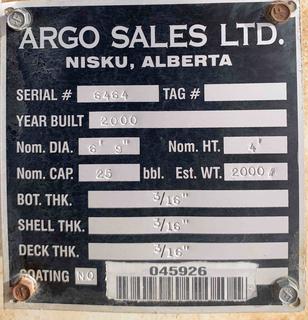 ARGO SALES LTD.
NISKU, ALBERTA
SERIAL # 6464 TAG #
YEAR BUILT 2000
Nom. DIA. 6' 9" Nom. HT. 4'
Nom. CAP. 25 bbl. Est. WT. 2000#
BOT. THK. 3/16"
SHELL THK. 3/16"
DECK THK. 3/16"
COATING NO
045926